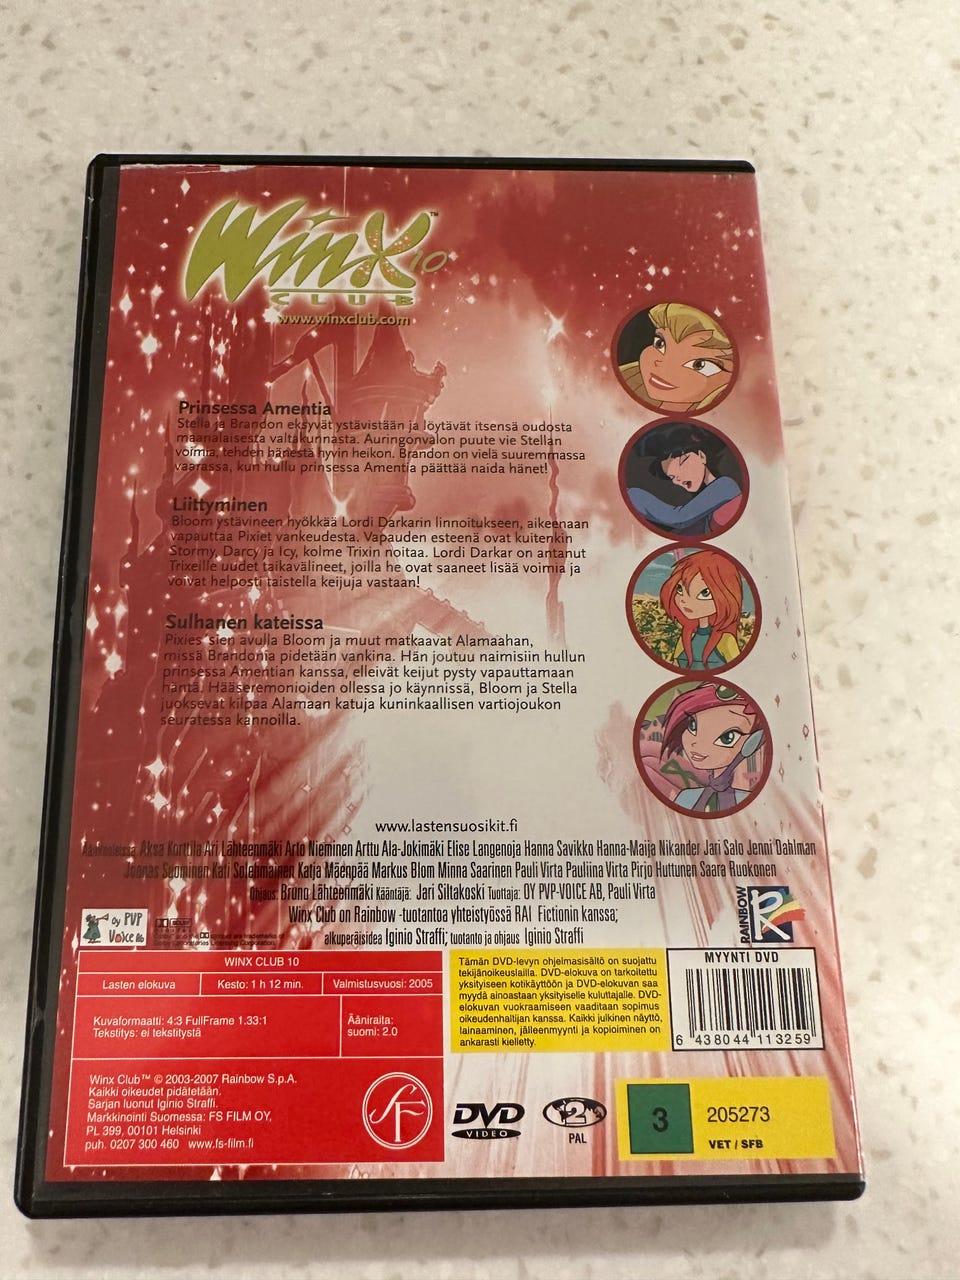 WinX™ 10
CLUB
www.winxclub.com
Prinsessa Amentia
Stella ja Brandon eksyvät ystävistään ja löytävät itsensä oudosta
maanalaisesta valtakunnasta. Auringonvalon puute vie Stellan
voimia, tehden hänestä hyvin heikon. Brandon on vielä suuremmassa
vaarassa, kun hullu prinsessa Amentia päättää naida hänet!
Liittyminen
Bloom ystävineen hyökkää Lordi Darkarin linnoitukseen, aikeenaan
vapauttaa Pixiet vankeudesta. Vapauden esteenä ovat kuitenkin
Stormy, Darcy ja Icy, kolme Trixin noitaa. Lordi Darkar on antanut
Trixeille uudet taikavälineet, joilla he ovat saaneet lisää voimia ja
voivat helposti taistella keijuja vastaan!
Sulhanen kateissa
Pixies'sien avulla Bloom ja muut matkaavat Alamaahan,
missä Brandonia pidetään vankina. Hän joutuu naimisiin hullun
prinsessa Amentian kanssa, elleivät keijut pysty vapauttamaan
häntä. Hääseremonioiden ollessa jo käynnissä, Bloom ja Stella
juoksevat kilpaa Alamaan katuja kuninkaallisen vartiojoukon
seuratessa kannoilla.
www.lastensuosikit.fi
Ääninäyttelijöissä Aksa Korttila Ari Lähteenmäki Arto Nieminen Arttu Ala-Jokimäki Elise Langenoja Hanna Savikko Hanna-Maija Nikander Jari Salo Jenni Dahlman
Joonas Suominen Kati Soleimainen Katja Mäenpää Markus Blom Minna Saarinen Pauli Virta Pauliina Virta Pirjo Huttunen Saara Ruokonen
Ohjaus: Bruno Lähteenmäki Kääntäjä: Jari Siltakoski Tuottaja: OY PVP-VOICE AB, Pauli Virta
Winx Club on Rainbow -tuotantoa yhteistyössä RAI Fictionin kanssa;
alkuperäisidea Iginio Straffi; tuotanto ja ohjaus Iginio Straffi
Oy PVP
Voice Ab
RAINBOW
R
WINX CLUB 10
Lasten elokuva
Kesto: 1 h 12 min.
Valmistusvuosi: 2005
Kuvaformaatti: 4:3 FullFrame 1.33:1
Tekstitys: ei tekstitystä
Ääniraita:
suomi: 2.0
Winx Club™ © 2003-2007 Rainbow S.p.A.
Kaikki oikeudet pidätetään.
Sarjan luonut Iginio Straffi.
Markkinointi Suomessa: FS FILM OY,
PL 399, 00101 Helsinki
puh. 0207 300 460 www.fs-film.fi
SF
Tämän DVD-levyn ohjelmasisältö on suojattu
tekijänoikeuslailla. DVD-elokuva on tarkoitettu
yksityiseen kotikäyttöön ja DVD-elokuvan saa
myydä ainoastaan yksityiselle kuluttajalle. DVD-
elokuvan vuokraamiseen vaaditaan sopimus
oikeudenhaltijan kanssa. Kaikki julkinen näyttö,
lainaaminen, jälleenmyynti ja kopioiminen on
ankarasti kielletty.
MYYNTI DVD
6 438044 113259
DVD
VIDEO
2
PAL
3
205273
VET / SFB